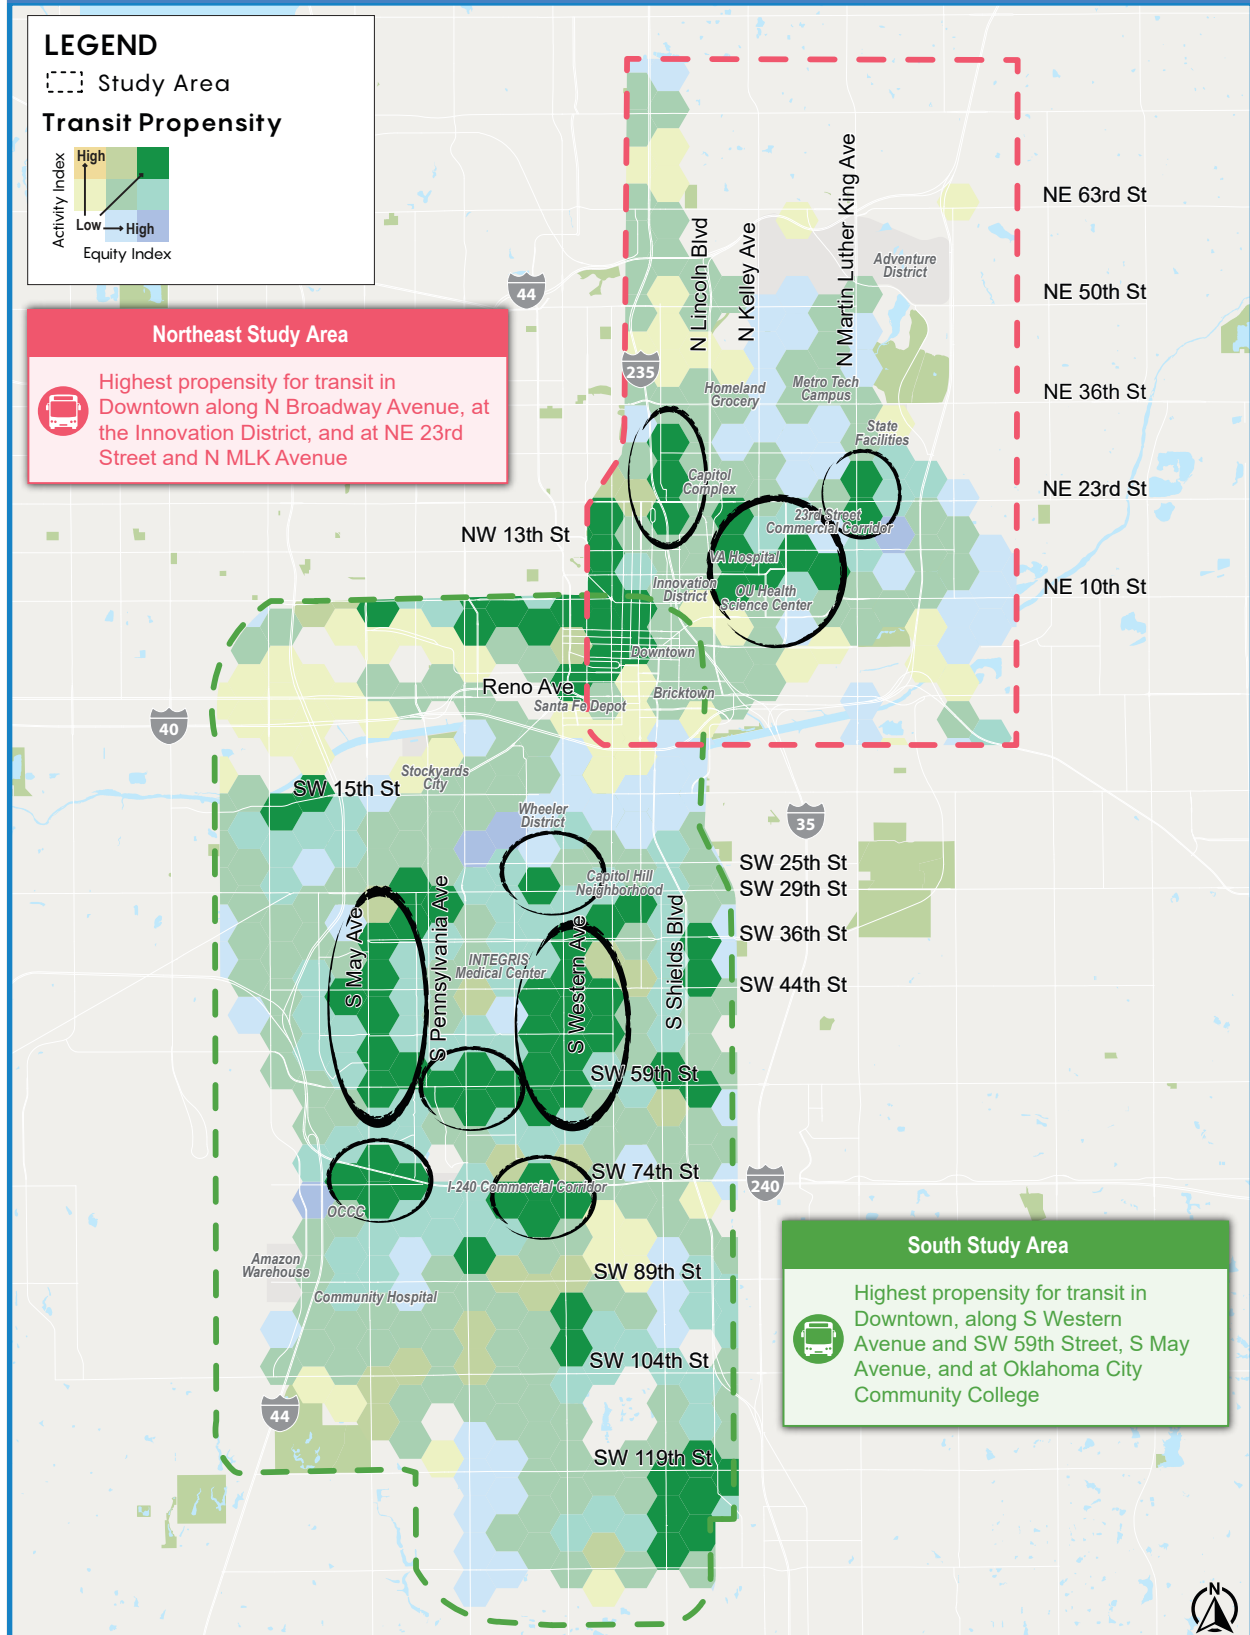 LEGEND
Study Area
Transit Propensity
High
Low
High
Activity Index
Equity Index
Northeast Study Area
Highest propensity for transit in
Downtown along N Broadway Avenue, at
the Innovation District, and at NE 23rd
Street and N MLK Avenue
N Lincoln Blvd
N Kelley Ave
N Martin Luther King Ave
NE 63rd St
Adventure
District
44
NE 50th St
235
Homeland
Grocery
Metro Tech
Campus
NE 36th St
State
Facilities
Capitol
Complex
NE 23rd St
23rd Street
Commercial Corridor
NW 13th St
VA Hospital
Innovation
District
OU Health
Science Center
NE 10th St
Downtown
Reno Ave
Bricktown
Santa Fe Depot
40
Stockyards
City
SW 15th St
Wheeler
District
35
SW 25th St
Capitol Hill
Neighborhood
SW 29th St
S May Ave
S Pennsylvania Ave
S Western Ave
S Shields Blvd
SW 36th St
INTEGRIS
Medical Center
SW 44th St
SW 59th St
SW 74th St
I-240 Commercial Corridor
240
OCCC
Amazon
Warehouse
SW 89th St
Community Hospital
SW 104th St
44
SW 119th St
South Study Area
Highest propensity for transit in
Downtown, along S Western
Avenue and SW 59th Street, S May
Avenue, and at Oklahoma City
Community College
N